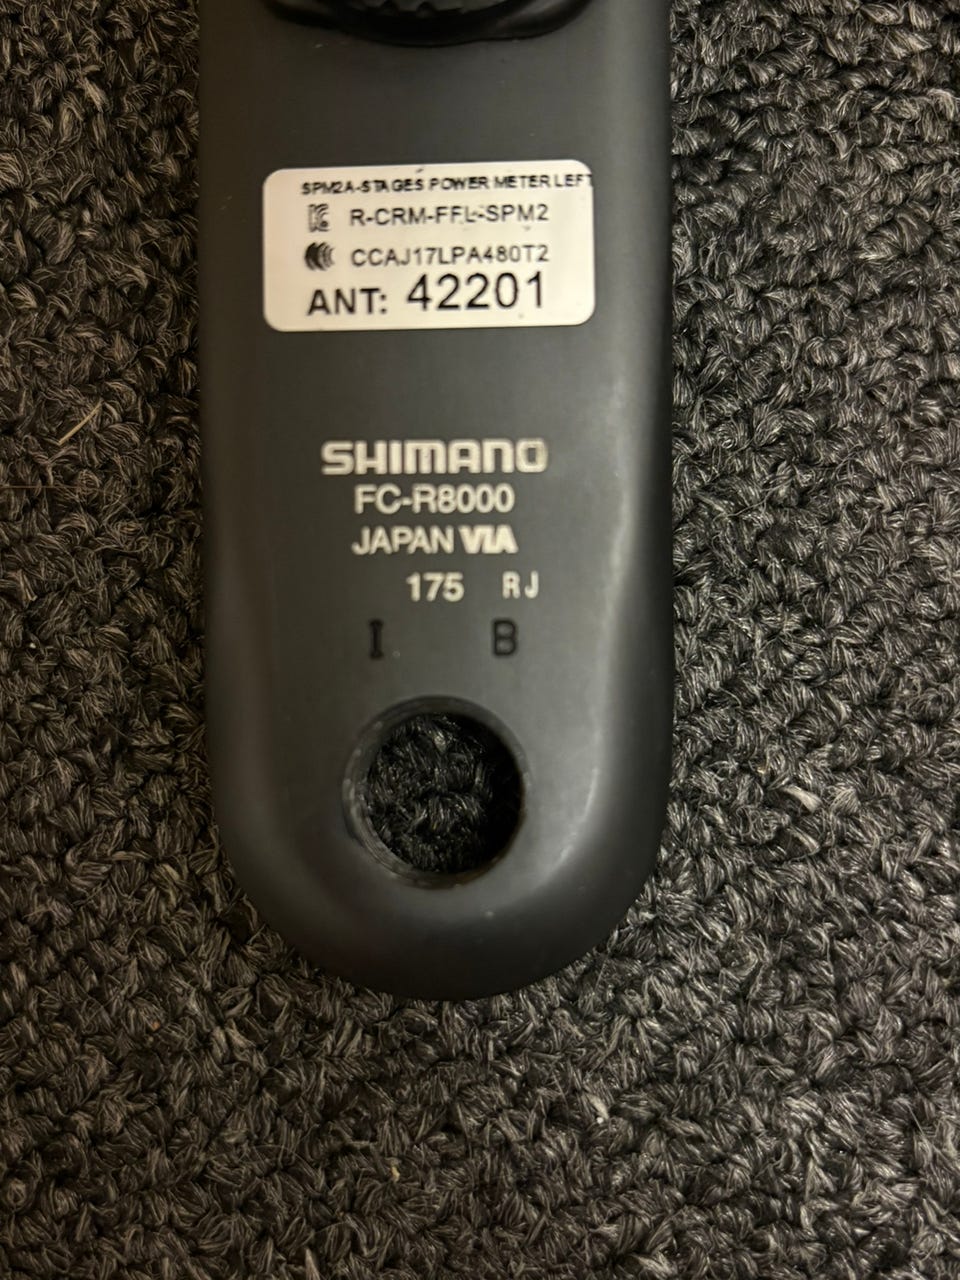 SPM2A-STAGES POWER METER LEFT
R-CRM-FFL-SPM2
CCAJ17LPA480T2
ANT: 42201
SHIMANO
FC-R8000
JAPAN VIA
175 RJ
I B